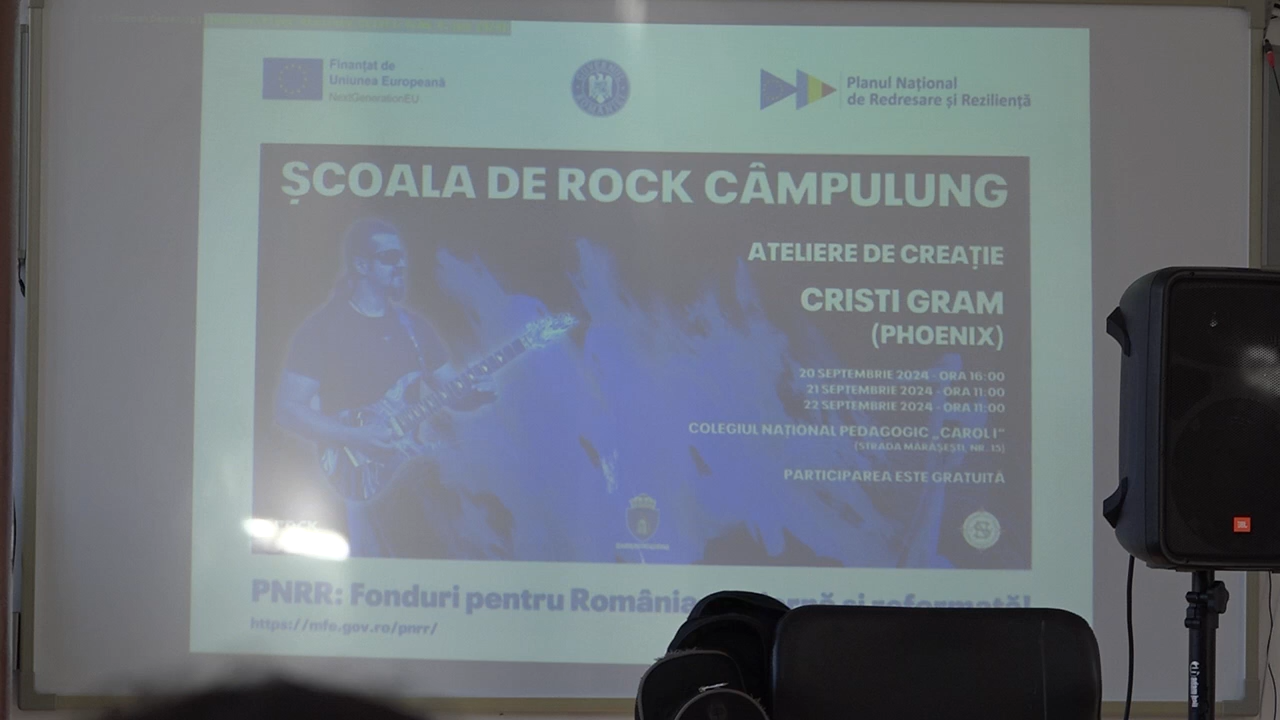 Finanțat de
Uniunea Europeană
NextGenerationEU
Planul Național
de Redresare și Reziliență
ȘCOALA DE ROCK CÂMPULUNG
ATELIERE DE CREAȚIE
CRISTI GRAM
(PHOENIX)
20 SEPTEMBRIE 2024 - ORA 16:00
21 SEPTEMBRIE 2024 - ORA 11:00
22 SEPTEMBRIE 2024 - ORA 11:00
COLEGIUL NAȚIONAL PEDAGOGIC „CAROL I”
(STRADA MĂRĂȘEȘTI, NR. 15)
PARTICIPAREA ESTE GRATUITĂ
PNRR: Fonduri pentru România
https://mfe.gov.ro/pnrr/
JBL